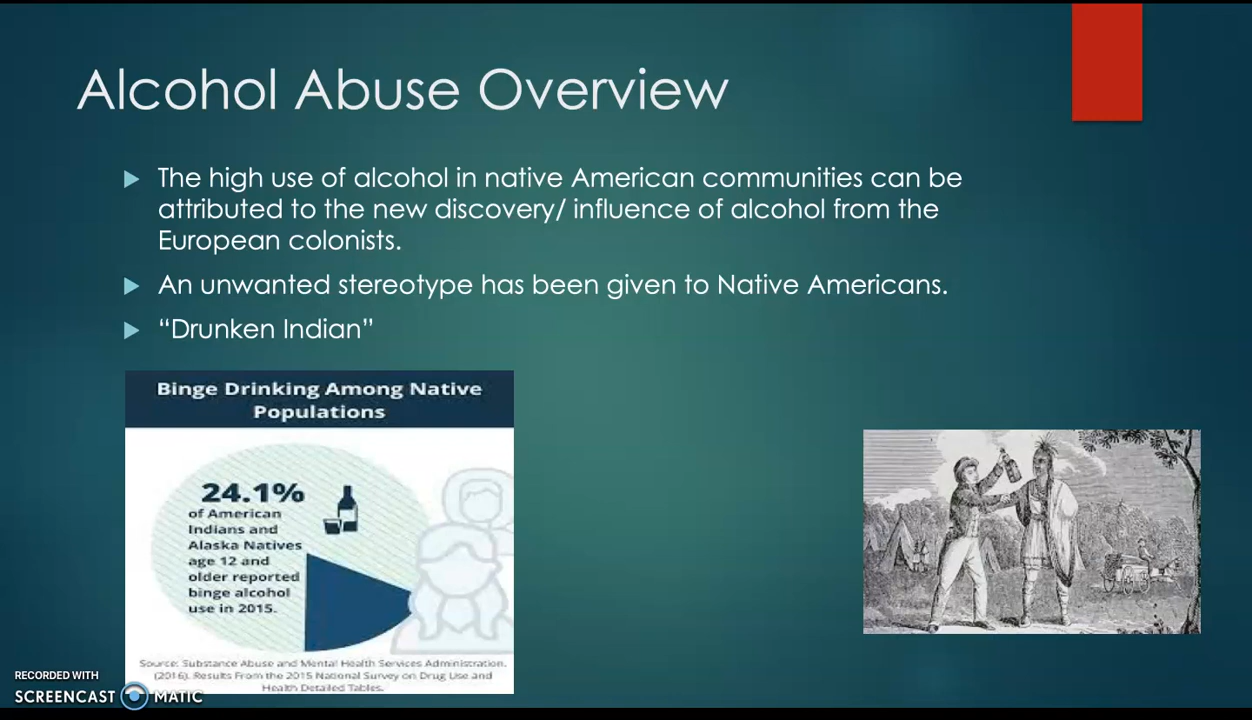 Alcohol Abuse Overview
The high use of alcohol in native American communities can be
attributed to the new discovery/ influence of alcohol from the
European colonists.
An unwanted stereotype has been given to Native Americans.
“Drunken Indian”
Binge Drinking Among Native
Populations
24.1%
of American
Indians and
Alaska Natives
age 12 and
older reported
binge alcohol
use in 2015.
Source: Substance Abuse and Mental Health Services Administration.
(2016). Results From the 2015 National Survey on Drug Use and
Health Detailed Tables.
RECORDED WITH
SCREENCAST MATIC